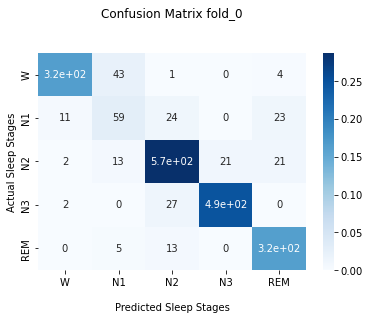 Confusion Matrix fold_0
W 3.2e+02 43 1 0 4
N1 11 59 24 0 23
N2 2 13 5.7e+02 21 21
N3 2 0 27 4.9e+02 0
REM 0 5 13 0 3.2e+02
W N1 N2 N3 REM
Actual Sleep Stages
Predicted Sleep Stages
0.25
0.20
0.15
0.10
0.05
0.00